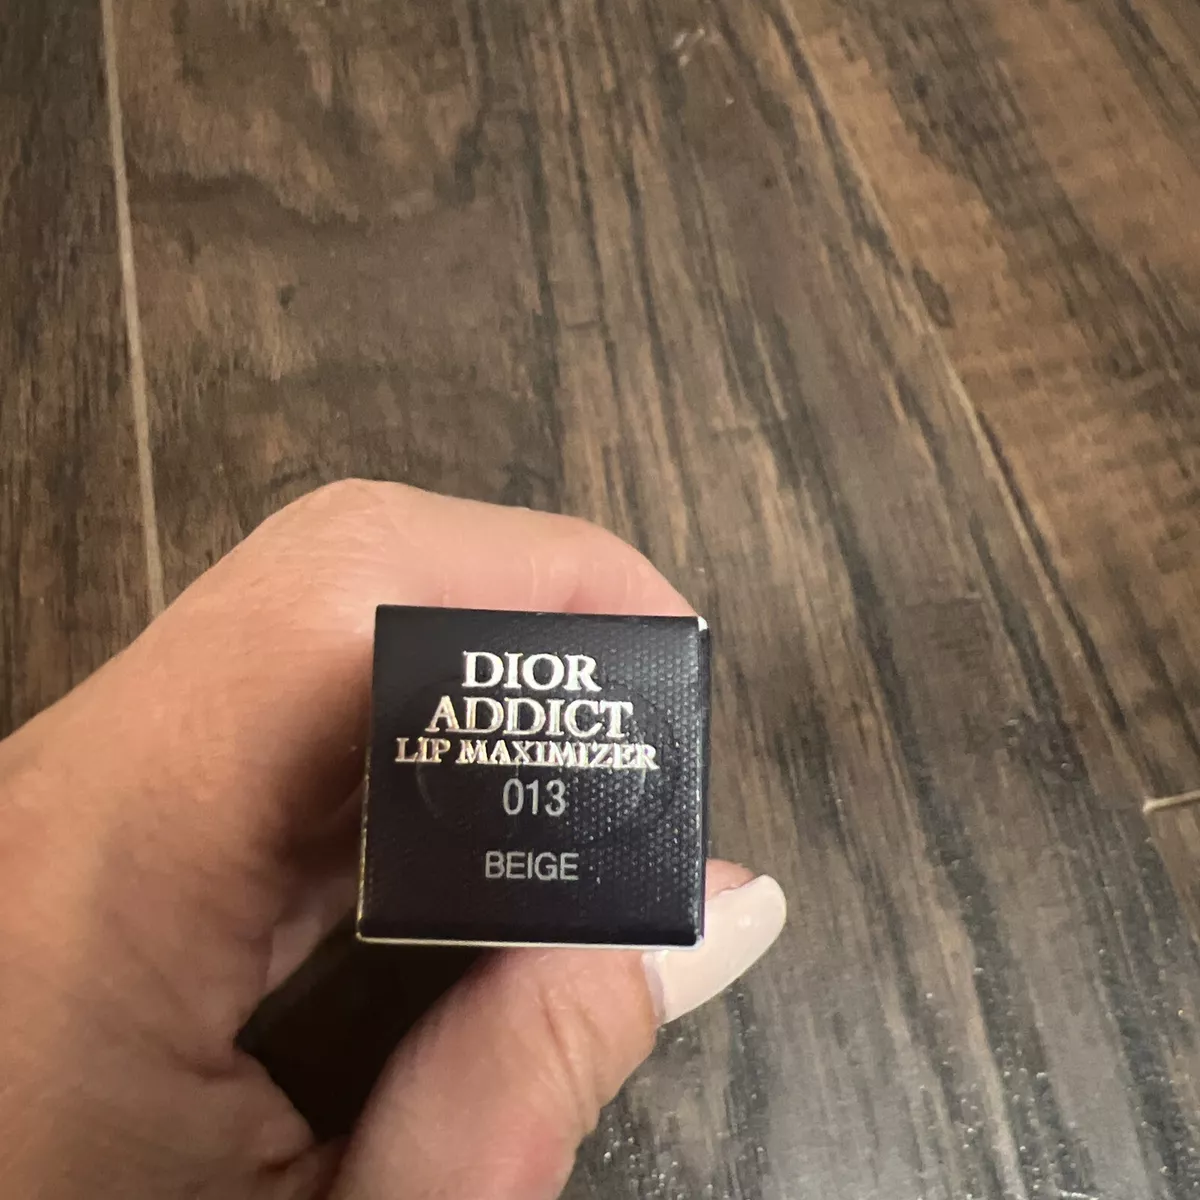 DIOR
ADDICT
LIP MAXIMIZER
013
BEIGE